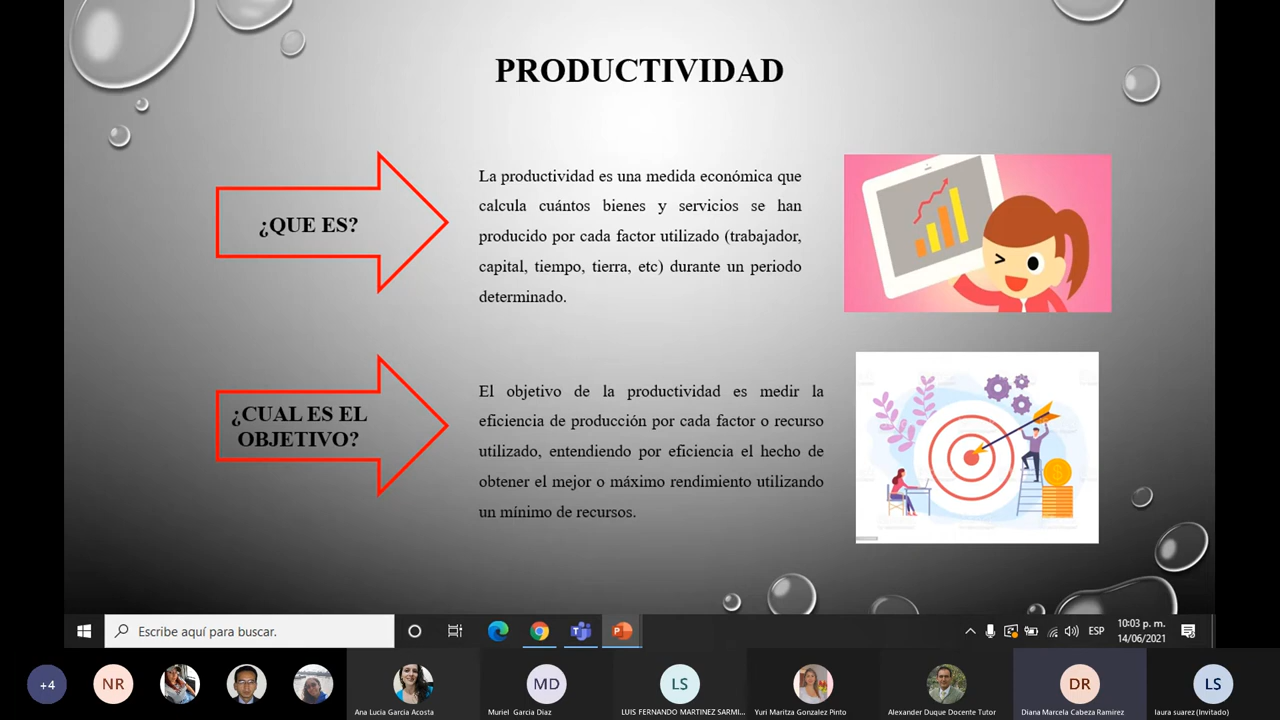 PRODUCTIVIDAD
¿QUE ES?
La productividad es una medida económica que
calcula cuántos bienes y servicios se han
producido por cada factor utilizado (trabajador,
capital, tiempo, tierra, etc) durante un periodo
determinado.
¿CUAL ES EL
OBJETIVO?
El objetivo de la productividad es medir la
eficiencia de producción por cada factor o recurso
utilizado, entendiendo por eficiencia el hecho de
obtener el mejor o máximo rendimiento utilizando
un mínimo de recursos.
Escribe aquí para buscar.
ESP
10:03 p. m.
14/06/2021
+4
NR
Ana Lucia Garcia Acosta
MD
Muriel Garcia Diaz
LS
LUIS FERNANDO MARTINEZ SARMI...
Yuri Maritza Gonzalez Pinto
Alexander Duque Docente Tutor
DR
Diana Marcela Cabeza Ramirez
LS
laura suarez (Invitado)